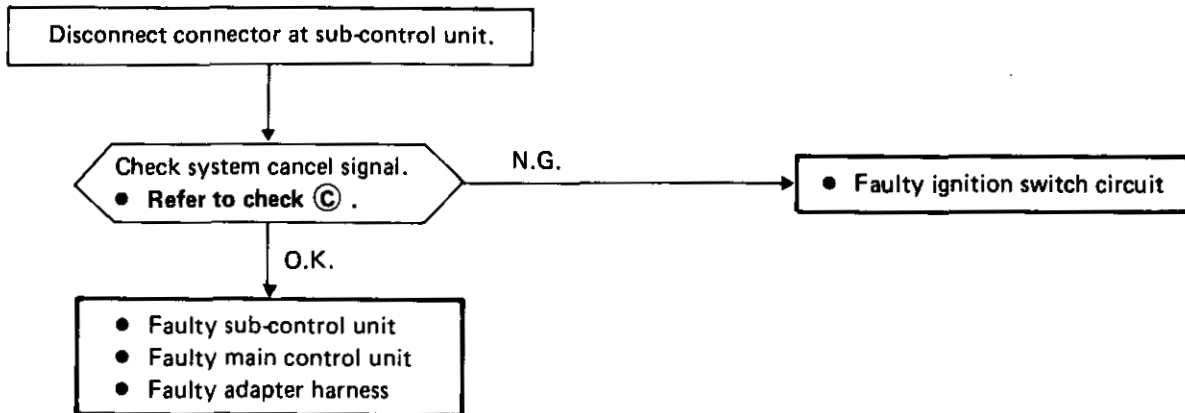 Disconnect connector at sub-control unit.
Check system cancel signal.
● Refer to check Ⓒ .
N.G.
● Faulty ignition switch circuit
O.K.
● Faulty sub-control unit
● Faulty main control unit
● Faulty adapter harness